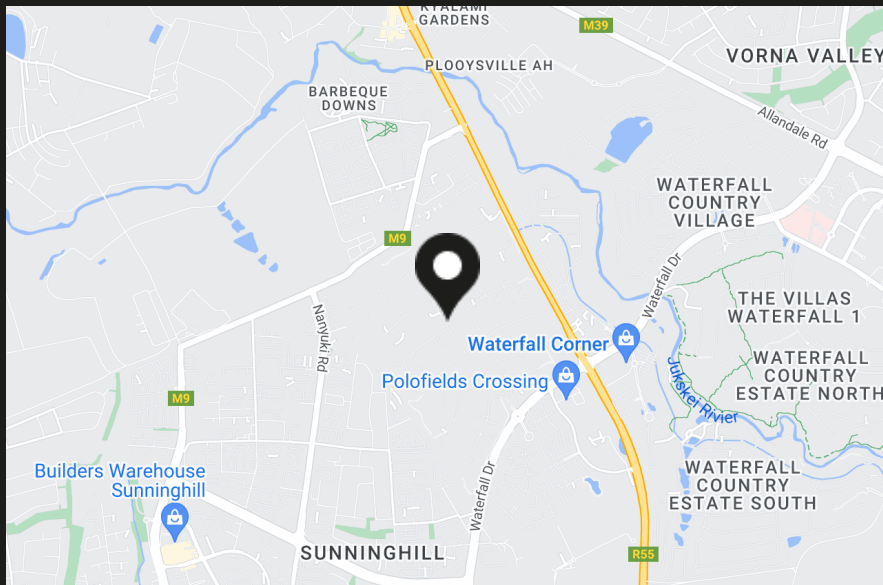 KYALAMI
GARDENS
M39
VORNA VALLEY
PLOOYSVILLE AH
BARBEQUE
DOWNS
Allandale Rd
WATERFALL
COUNTRY
VILLAGE
M9
Waterfall Dr
THE VILLAS
WATERFALL 1
Nanyuki Rd
Waterfall Corner
WATERFALL
COUNTRY
ESTATE NORTH
Polofields Crossing
Jukskei Rivier
M9
Builders Warehouse
Sunninghill
WATERFALL
COUNTRY
ESTATE SOUTH
Waterfall Dr
SUNNINGHILL
R55